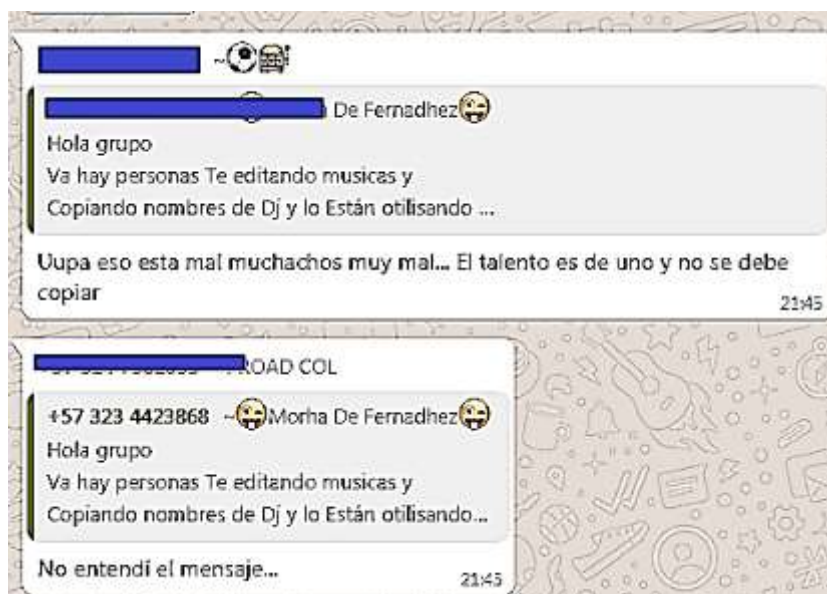 De Fernadhez
Hola grupo
Va hay personas Te editando musicas y
Copiando nombres de Dj y lo Están otilisando ...
Uupa eso esta mal muchachos muy mal... El talento es de uno y no se debe
copiar
21:45
ROAD COL
+57 323 4423868 ~Morha De Fernadhez
Hola grupo
Va hay personas Te editando musicas y
Copiando nombres de Dj y lo Están otilisando...
No entendí el mensaje...
21:45